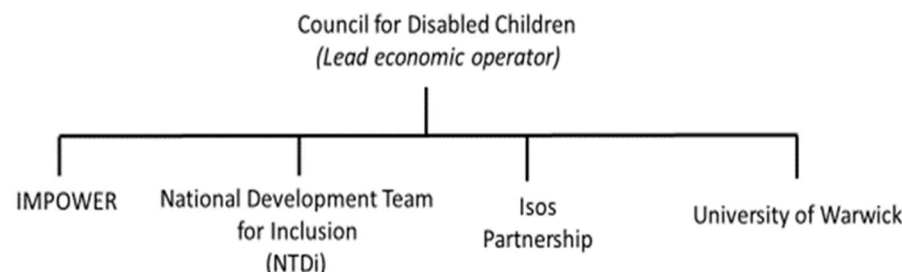 Council for Disabled Children
(Lead economic operator)
IMPOWER
National Development Team
for Inclusion
(NTDi)
Isos
Partnership
University of Warwick